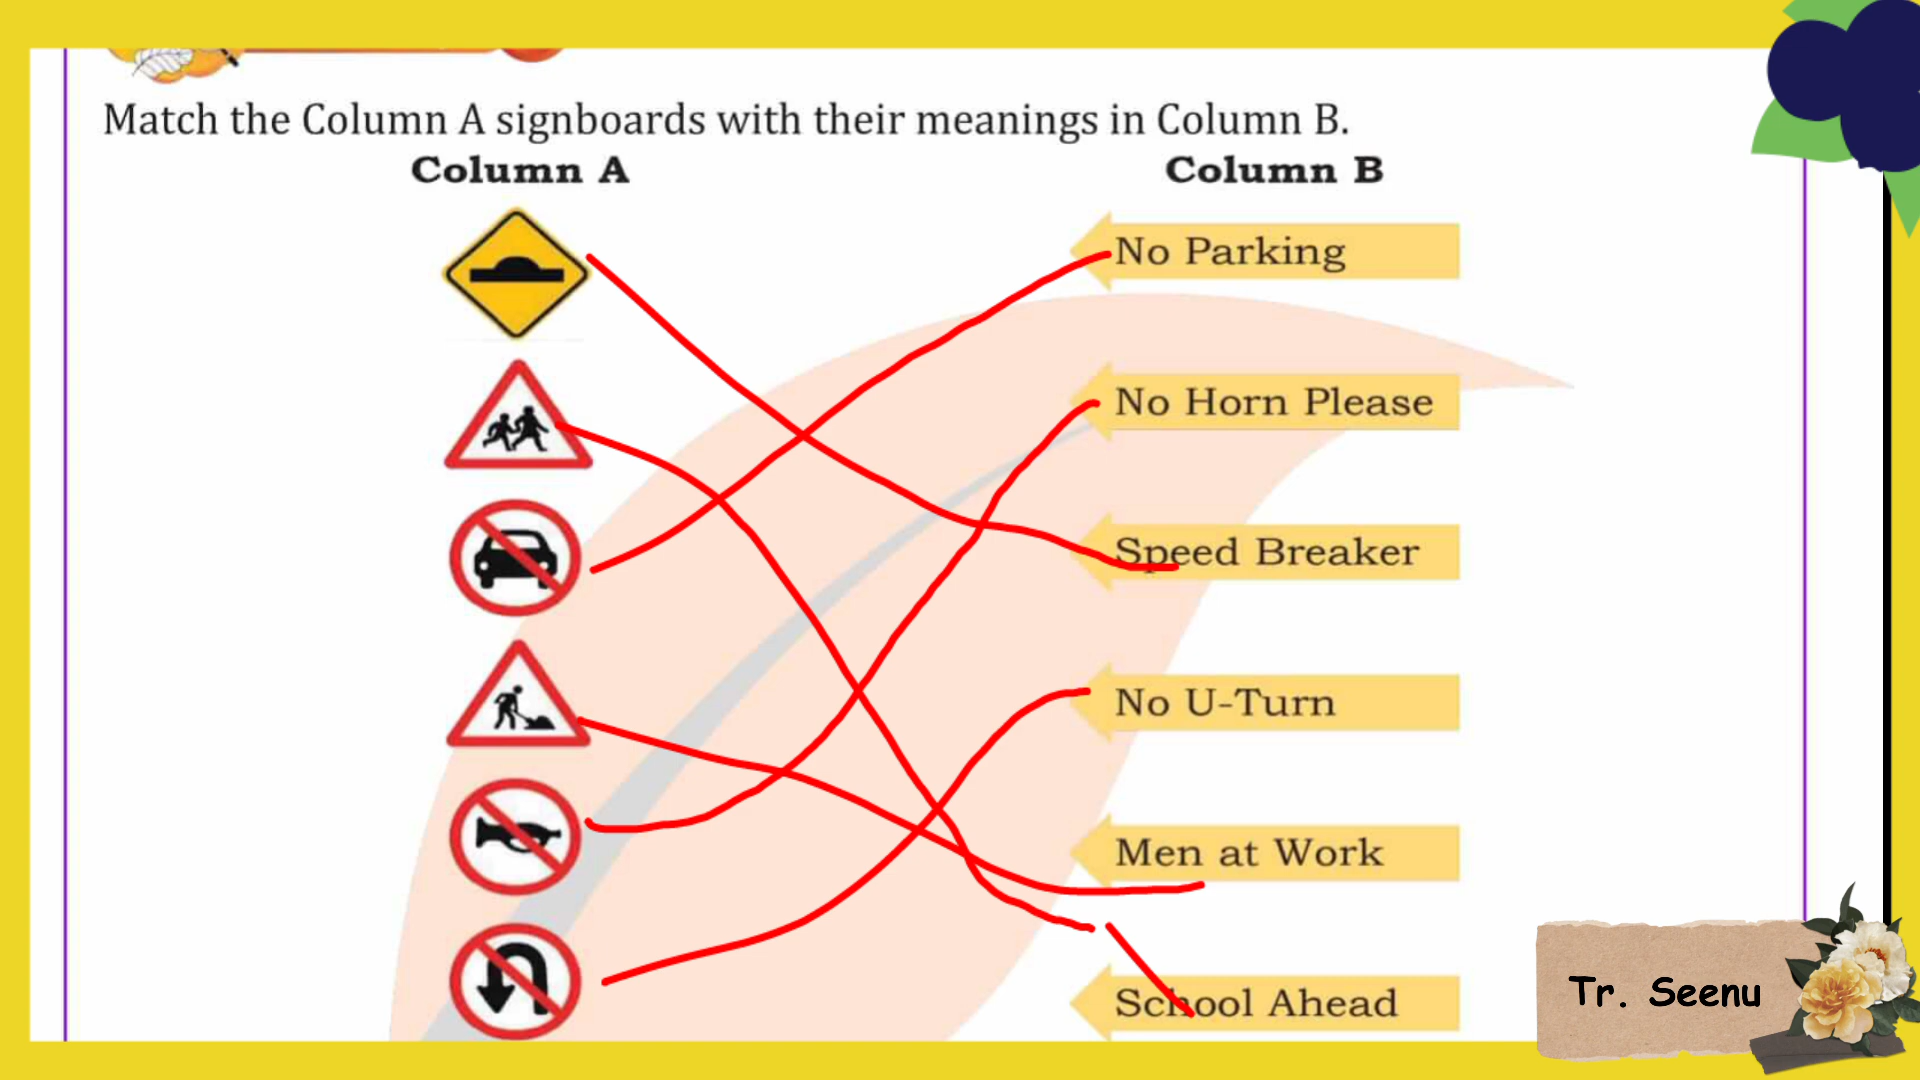 Match the Column A signboards with their meanings in Column B.
Column A
Column B
No Parking
No Horn Please
Speed Breaker
No U-Turn
Men at Work
School Ahead
Tr. Seenu